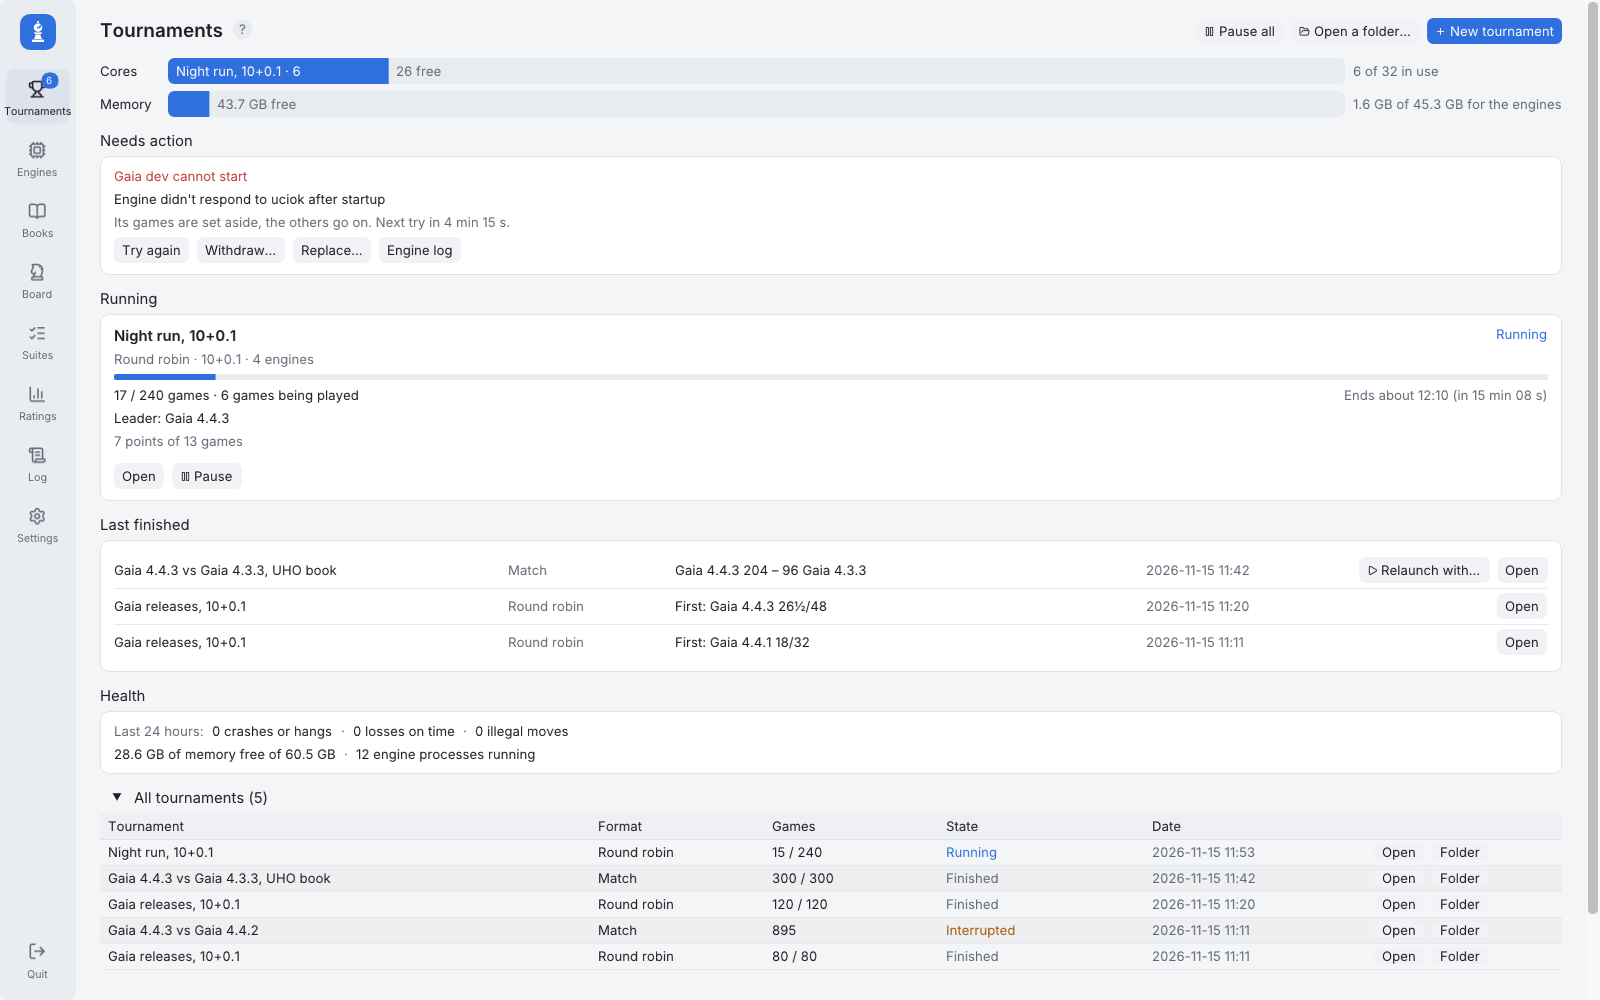 Tournaments ?
Pause all
Open a folder...
+ New tournament
6
Tournaments
Engines
Books
Board
Suites
Ratings
Log
Settings
Quit
Cores
Night run, 10+0.1 · 6
26 free
6 of 32 in use
Memory
43.7 GB free
1.6 GB of 45.3 GB for the engines
Needs action
Gaia dev cannot start
Engine didn't respond to uciok after startup
Its games are set aside, the others go on. Next try in 4 min 15 s.
Try again Withdraw... Replace... Engine log
Running
Night run, 10+0.1 Running
Round robin · 10+0.1 · 4 engines
17 / 240 games · 6 games being played Ends about 12:10 (in 15 min 08 s)
Leader: Gaia 4.4.3
7 points of 13 games
Open Pause
Last finished
Gaia 4.4.3 vs Gaia 4.3.3, UHO book Match Gaia 4.4.3 204 – 96 Gaia 4.3.3 2026-11-15 11:42 Relaunch with... Open
Gaia releases, 10+0.1 Round robin First: Gaia 4.4.3 26½/48 2026-11-15 11:20 Open
Gaia releases, 10+0.1 Round robin First: Gaia 4.4.1 18/32 2026-11-15 11:11 Open
Health
Last 24 hours: 0 crashes or hangs · 0 losses on time · 0 illegal moves
28.6 GB of memory free of 60.5 GB · 12 engine processes running
▼ All tournaments (5)
Tournament Format Games State Date
Night run, 10+0.1 Round robin 15 / 240 Running 2026-11-15 11:53 Open Folder
Gaia 4.4.3 vs Gaia 4.3.3, UHO book Match 300 / 300 Finished 2026-11-15 11:42 Open Folder
Gaia releases, 10+0.1 Round robin 120 / 120 Finished 2026-11-15 11:20 Open Folder
Gaia 4.4.3 vs Gaia 4.4.2 Match 895 Interrupted 2026-11-15 11:11 Open Folder
Gaia releases, 10+0.1 Round robin 80 / 80 Finished 2026-11-15 11:11 Open Folder